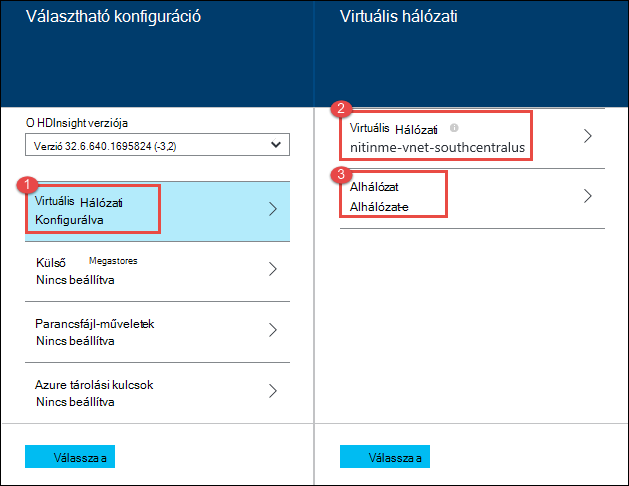 Választható konfiguráció
O HDInsight verziója
Verzió 32.6.640.1695824 (-3,2)
1
Virtuális Hálózati
Konfigurálva
Külső Megastores
Nincs beállítva
Parancsfájl-műveletek
Nincs beállítva
Azure tárolási kulcsok
Nincs beállítva
Válassza a
Virtuális hálózati
2
Virtuális Hálózati
nitinme-vnet-southcentralus
3
Alhálózat
Alhálózat-e
Válassza a